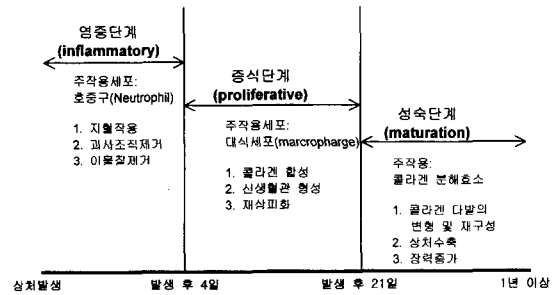 염증단계
(inflammatory)
주작용세포:
호중구(Neutrophil)
1. 지혈작용
2. 괴사조직제거
3. 이물질제거
증식단계
(proliferative)
주작용세포:
대식세포(marcropharge)
1. 콜라겐 합성
2. 신생혈관 형성
3. 재상피화
성숙단계
(maturation)
주작용:
콜라겐 분해효소
1. 콜라겐 다발의
변형 및 재구성
2. 상처수축
3. 장력증가
상처발생
발생 후 4일
발생 후 21일
1년 이상